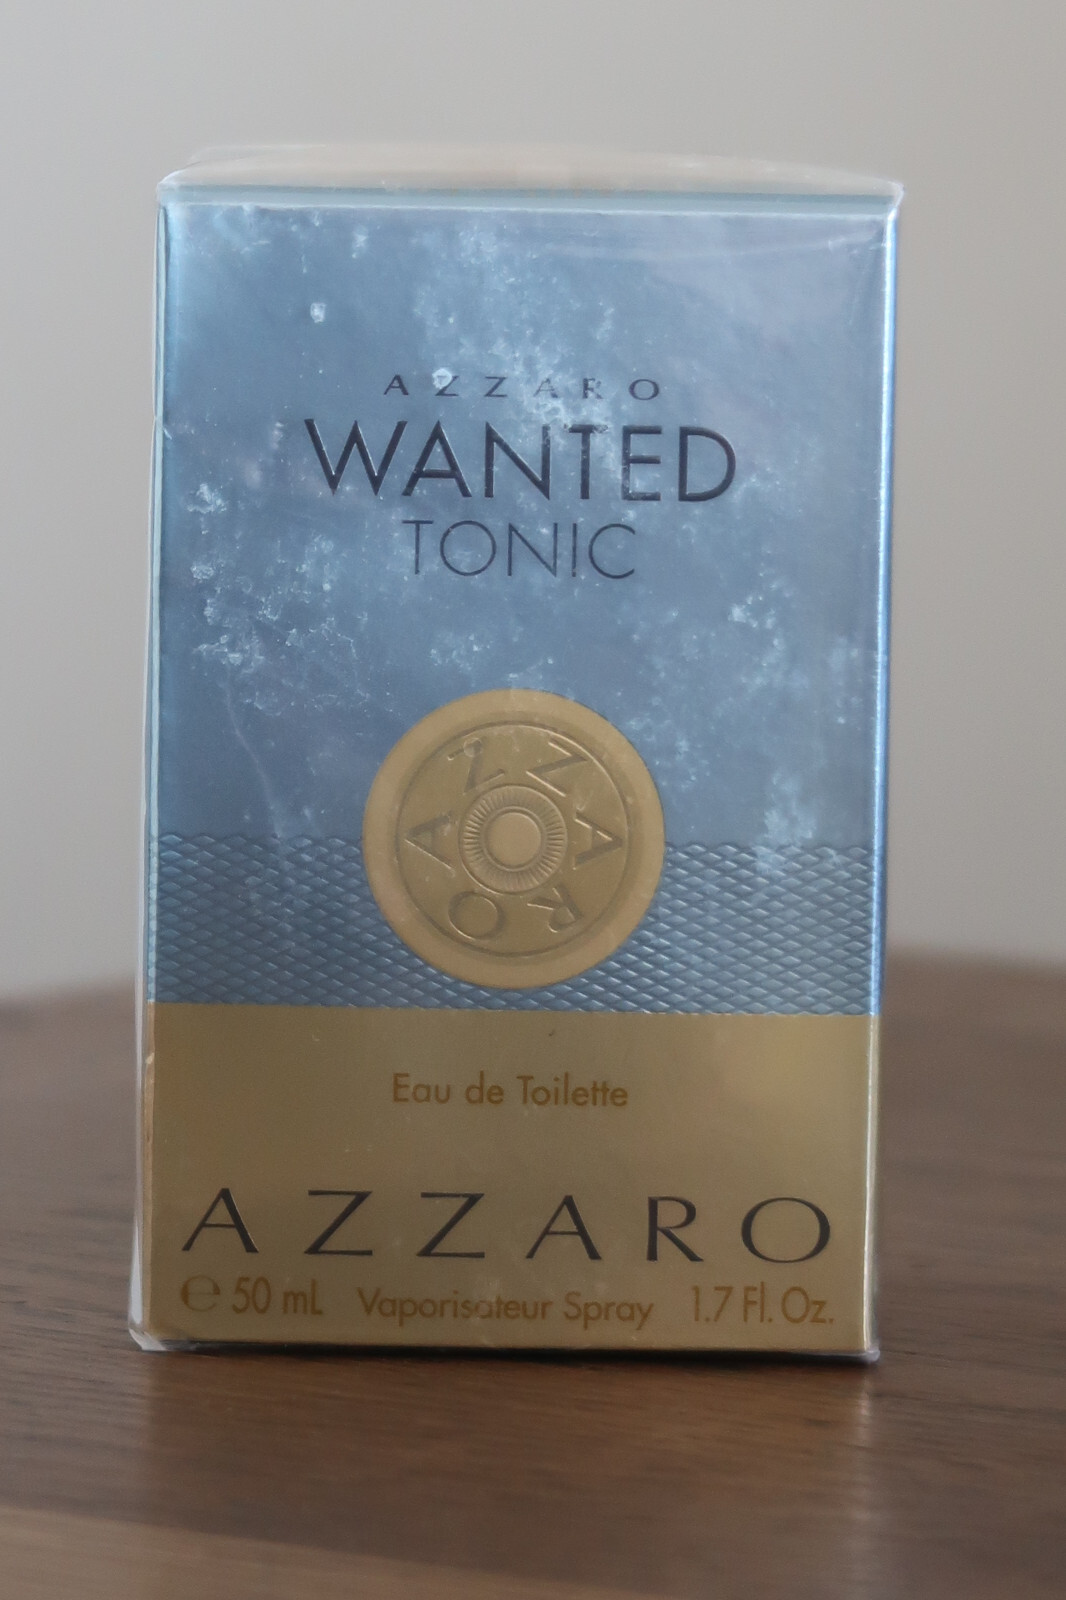 AZZARO
WANTED
TONIC
AZZARO
Eau de Toilette
AZZARO
℮ 50 mL Vaporisateur Spray 1.7 Fl. Oz.